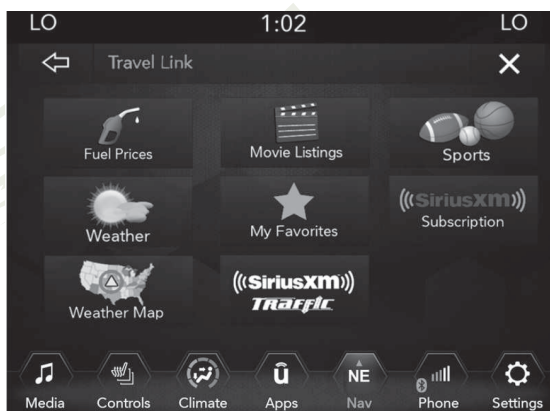 LO 1:02 LO
Travel Link
Fuel Prices
Movie Listings
Sports
Weather
My Favorites
((SiriusXM))
Subscription
Weather Map
((SiriusXM))
TRAFFIC
û
NE
Media
Controls
Climate
Apps
Nav
Phone
Settings